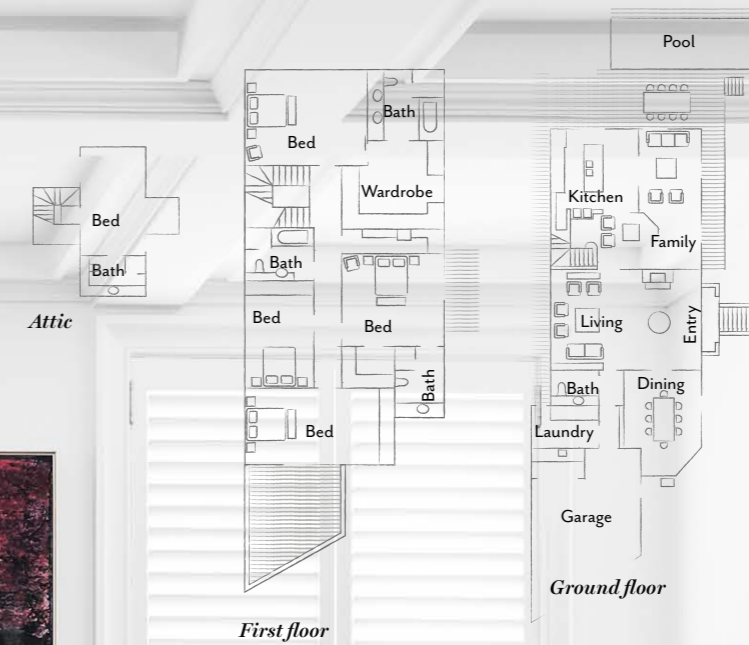 Bed
Bath
Attic
Bed
Bath
Wardrobe
Bath
Bed
Bed
Bath
Bed
First floor
Pool
Kitchen
Family
Living
Entry
Bath
Dining
Laundry
Garage
Ground floor